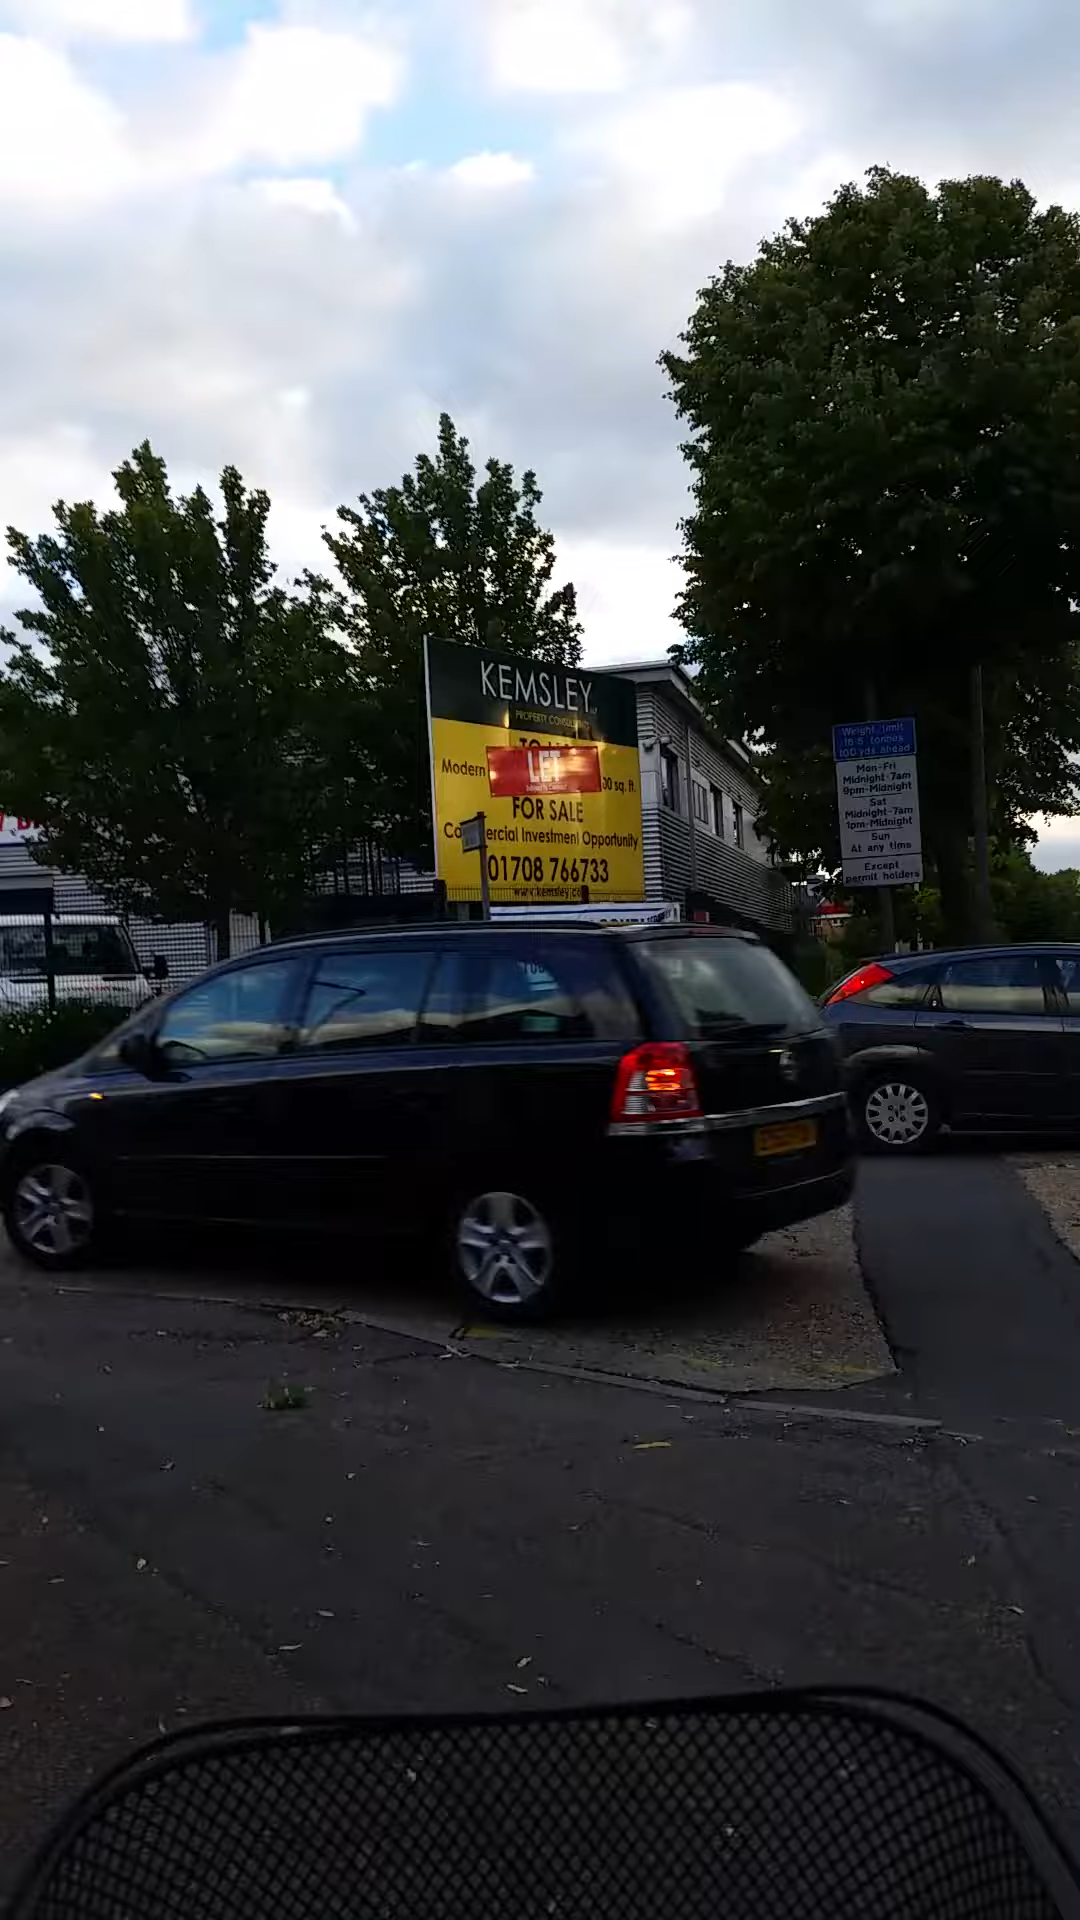 KEMSLEY
PROPERTY CONSULTANTS
LET
Modern
00 sq. ft.
FOR SALE
Commercial Investment Opportunity
01708 766733
www.kemsley.co
Weight limit
100 yds ahead
Mon-Fri
Midnight-7am
9pm-Midnight
Sat
Midnight-7am
1pm-Midnight
Sun
At any time
Except
permit holders